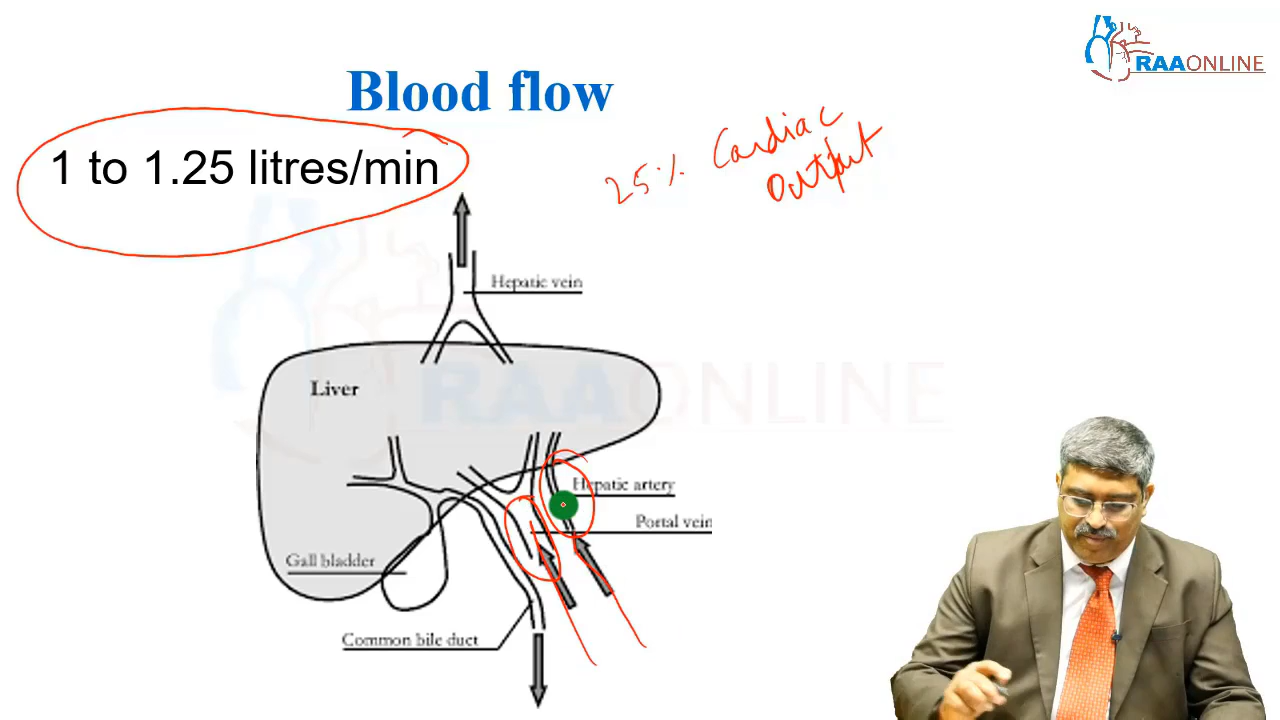 RAAONLINE
Blood flow
1 to 1.25 litres/min
25% Cardiac
Output
Hepatic vein
RAAONLINE
Liver
Hepatic artery
Portal vein
Gall bladder
Common bile duct